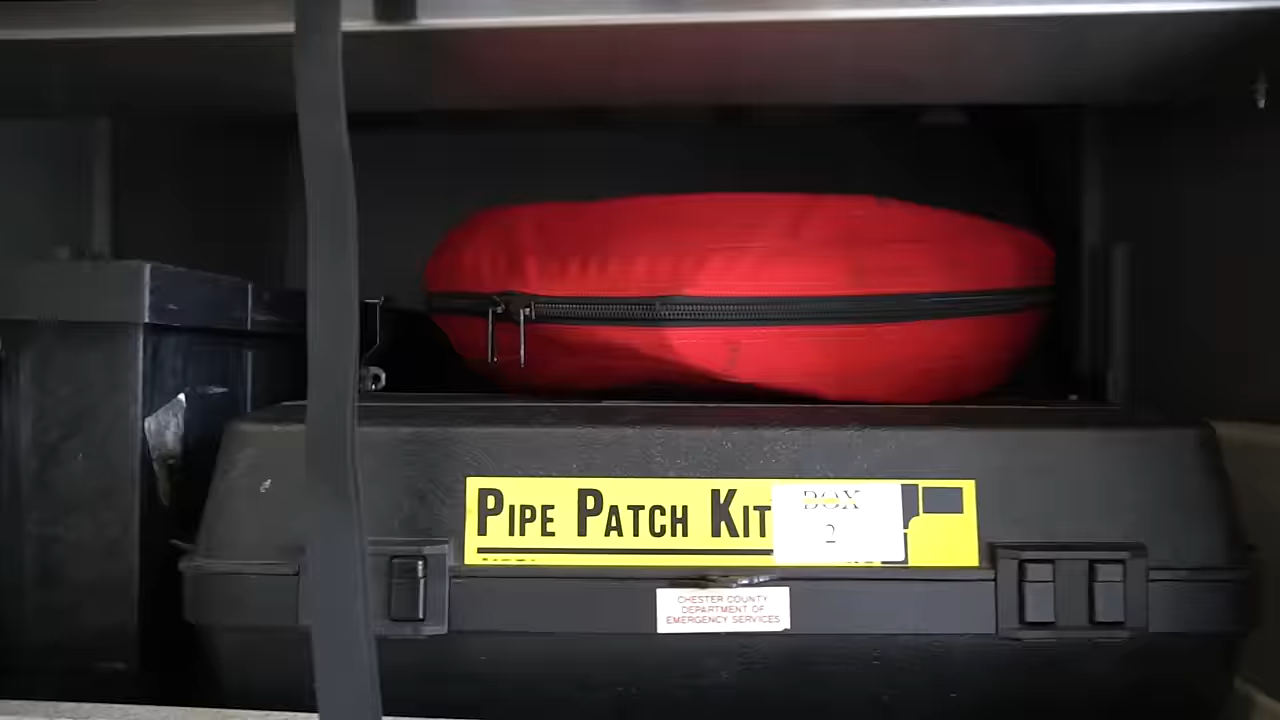 PIPE PATCH KIT
BOX
2
CHESTER COUNTY
DEPARTMENT OF
EMERGENCY SERVICES